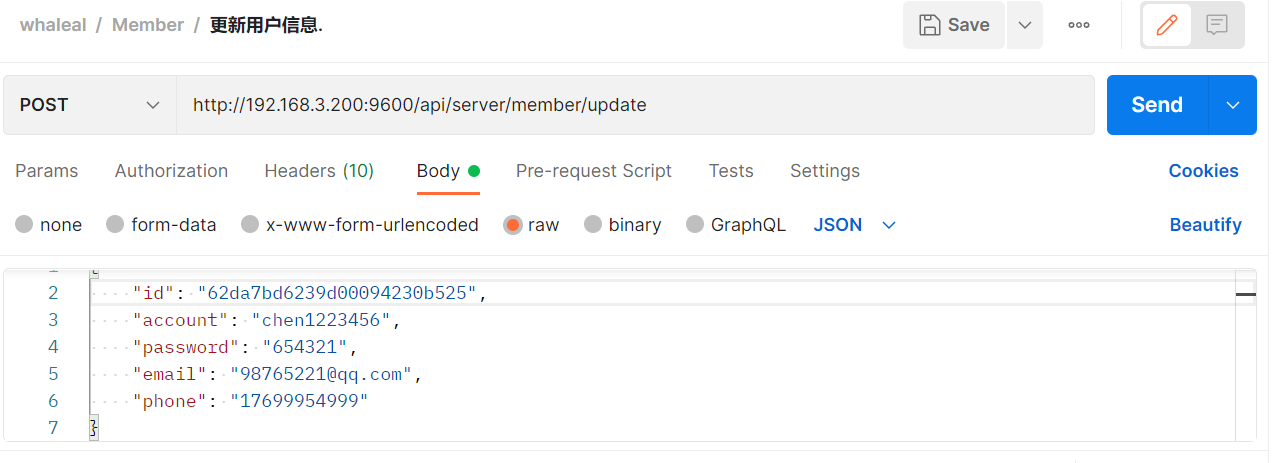 whaleal / Member / 更新用户信息.
Save
POST http://192.168.3.200:9600/api/server/member/update Send
Params Authorization Headers (10) Body Pre-request Script Tests Settings Cookies
none form-data x-www-form-urlencoded raw binary GraphQL JSON Beautify
{
2 "id": "62da7bd6239d00094230b525",
3 "account": "chen1223456",
4 "password": "654321",
5 "email": "98765221@qq.com",
6 "phone": "17699954999"
7 }